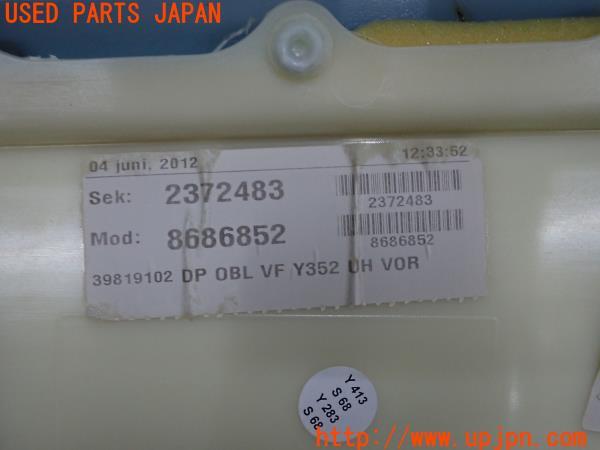 USED PARTS JAPAN
04 juni, 2012 12:33:52
Sek: 2372483
2372483
Mod: 8686852
8686852
39819102 DP OBL VF Y352 UH VOR
Y 413
S 68
Y 283
S 68
http://www.upjpn.com/